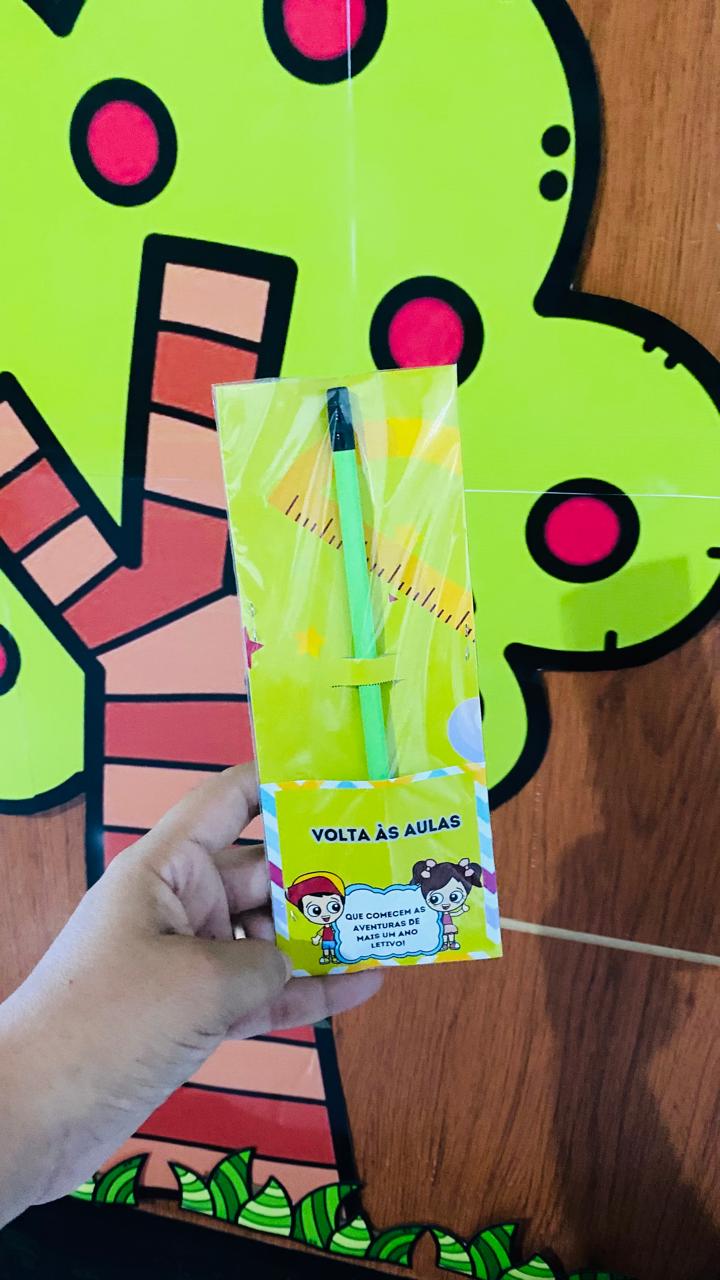 VOLTA ÀS AULAS
QUE COMECEM AS
AVENTURAS DE
MAIS UM ANO
LETIVO!